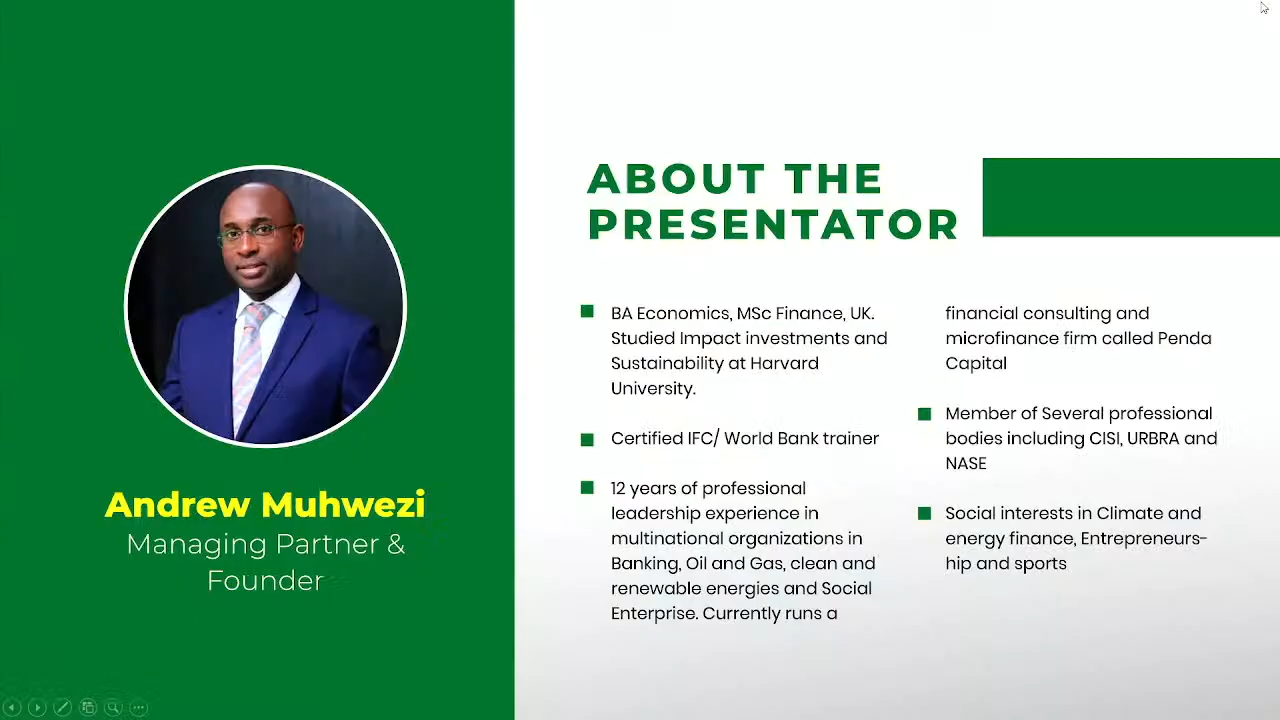 Andrew Muhwezi
Managing Partner &
Founder
ABOUT THE
PRESENTATOR
BA Economics, MSc Finance, UK.
Studied Impact investments and
Sustainability at Harvard
University.
Certified IFC/ World Bank trainer
12 years of professional
leadership experience in
multinational organizations in
Banking, Oil and Gas, clean and
renewable energies and Social
Enterprise. Currently runs a
financial consulting and
microfinance firm called Penda
Capital
Member of Several professional
bodies including CISI, URBRA and
NASE
Social interests in Climate and
energy finance, Entrepreneurs-
hip and sports